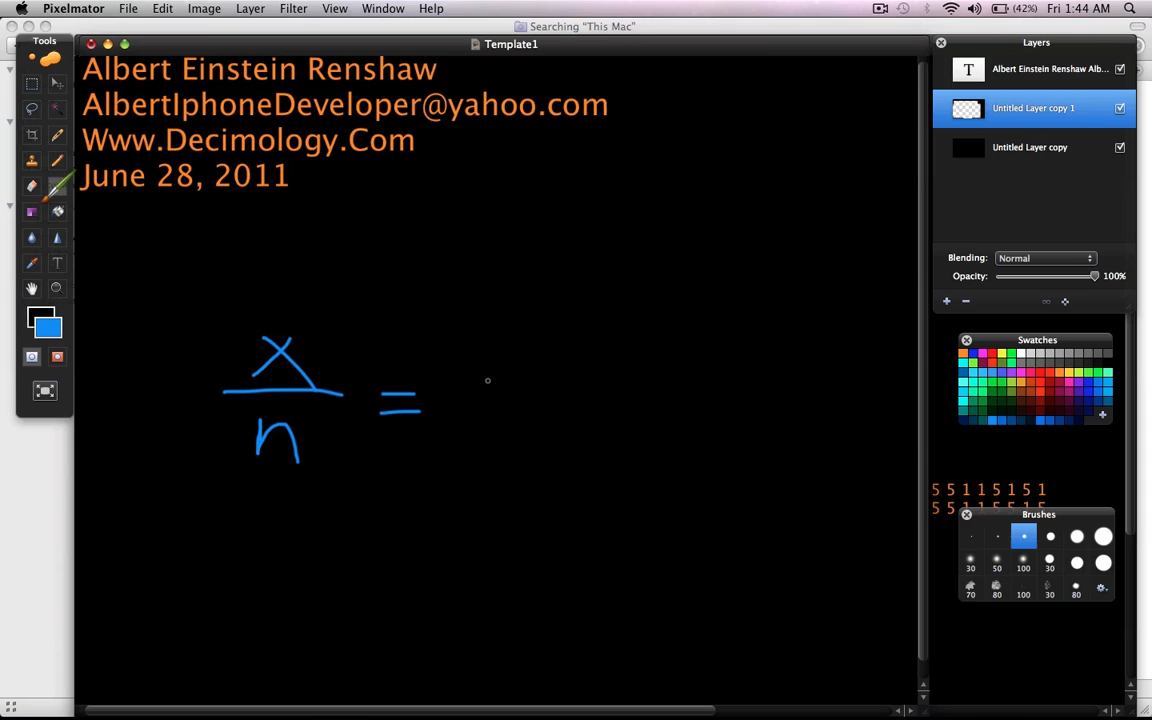 Pixelmator File Edit Image Layer Filter View Window Help (42%) Fri 1:44 AM
Searching "This Mac"
Tools
Template1
Layers
Albert Einstein Renshaw
AlbertIphoneDeveloper@yahoo.com
Www.Decimology.Com
June 28, 2011
x
n
=
T Albert Einstein Renshaw Alb...
Untitled Layer copy 1
Untitled Layer copy
Blending: Normal
Opacity: 100%
Swatches
5 5 1 1 5 1 5 1
Brushes
30 50 100 30
70 80 100 30 80